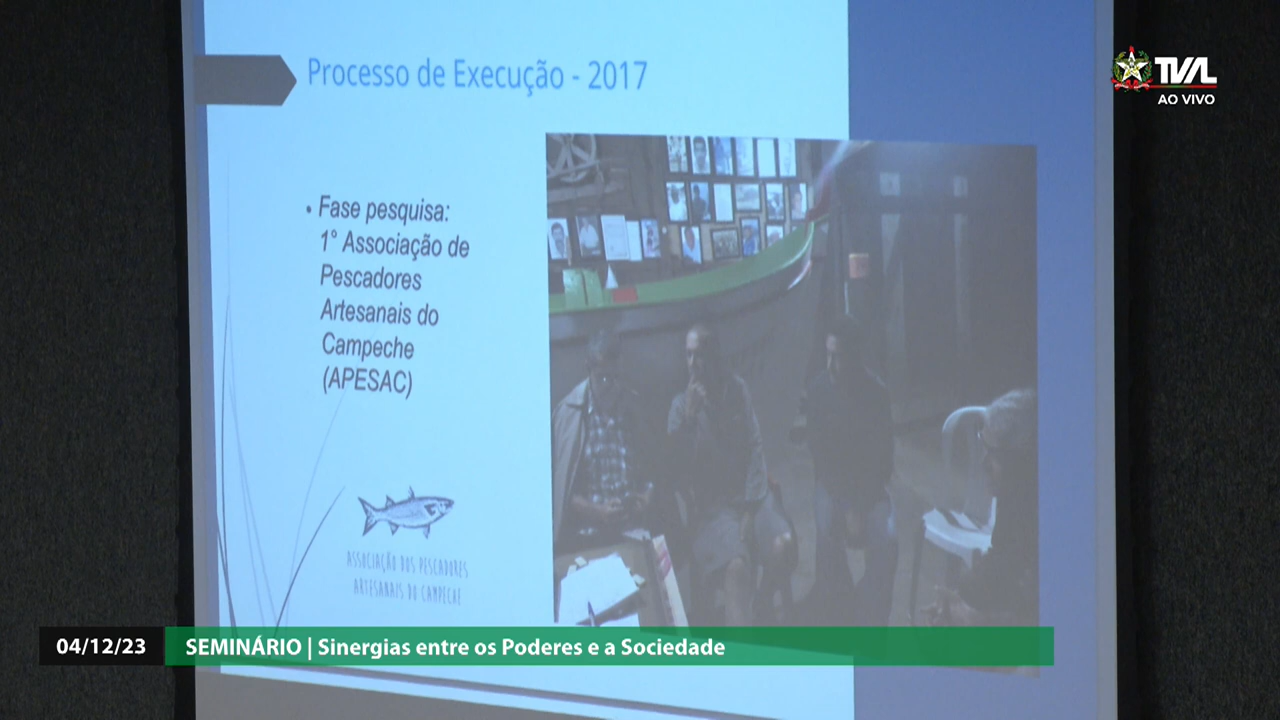 Processo de Execução - 2017
TVAL
AO VIVO
• Fase pesquisa:
1° Associação de
Pescadores
Artesanais do
Campeche
(APESAC)
ASSOCIAÇÃO DOS PESCADORES
ARTESANAIS DO CAMPECHE
04/12/23
SEMINÁRIO | Sinergias entre os Poderes e a Sociedade